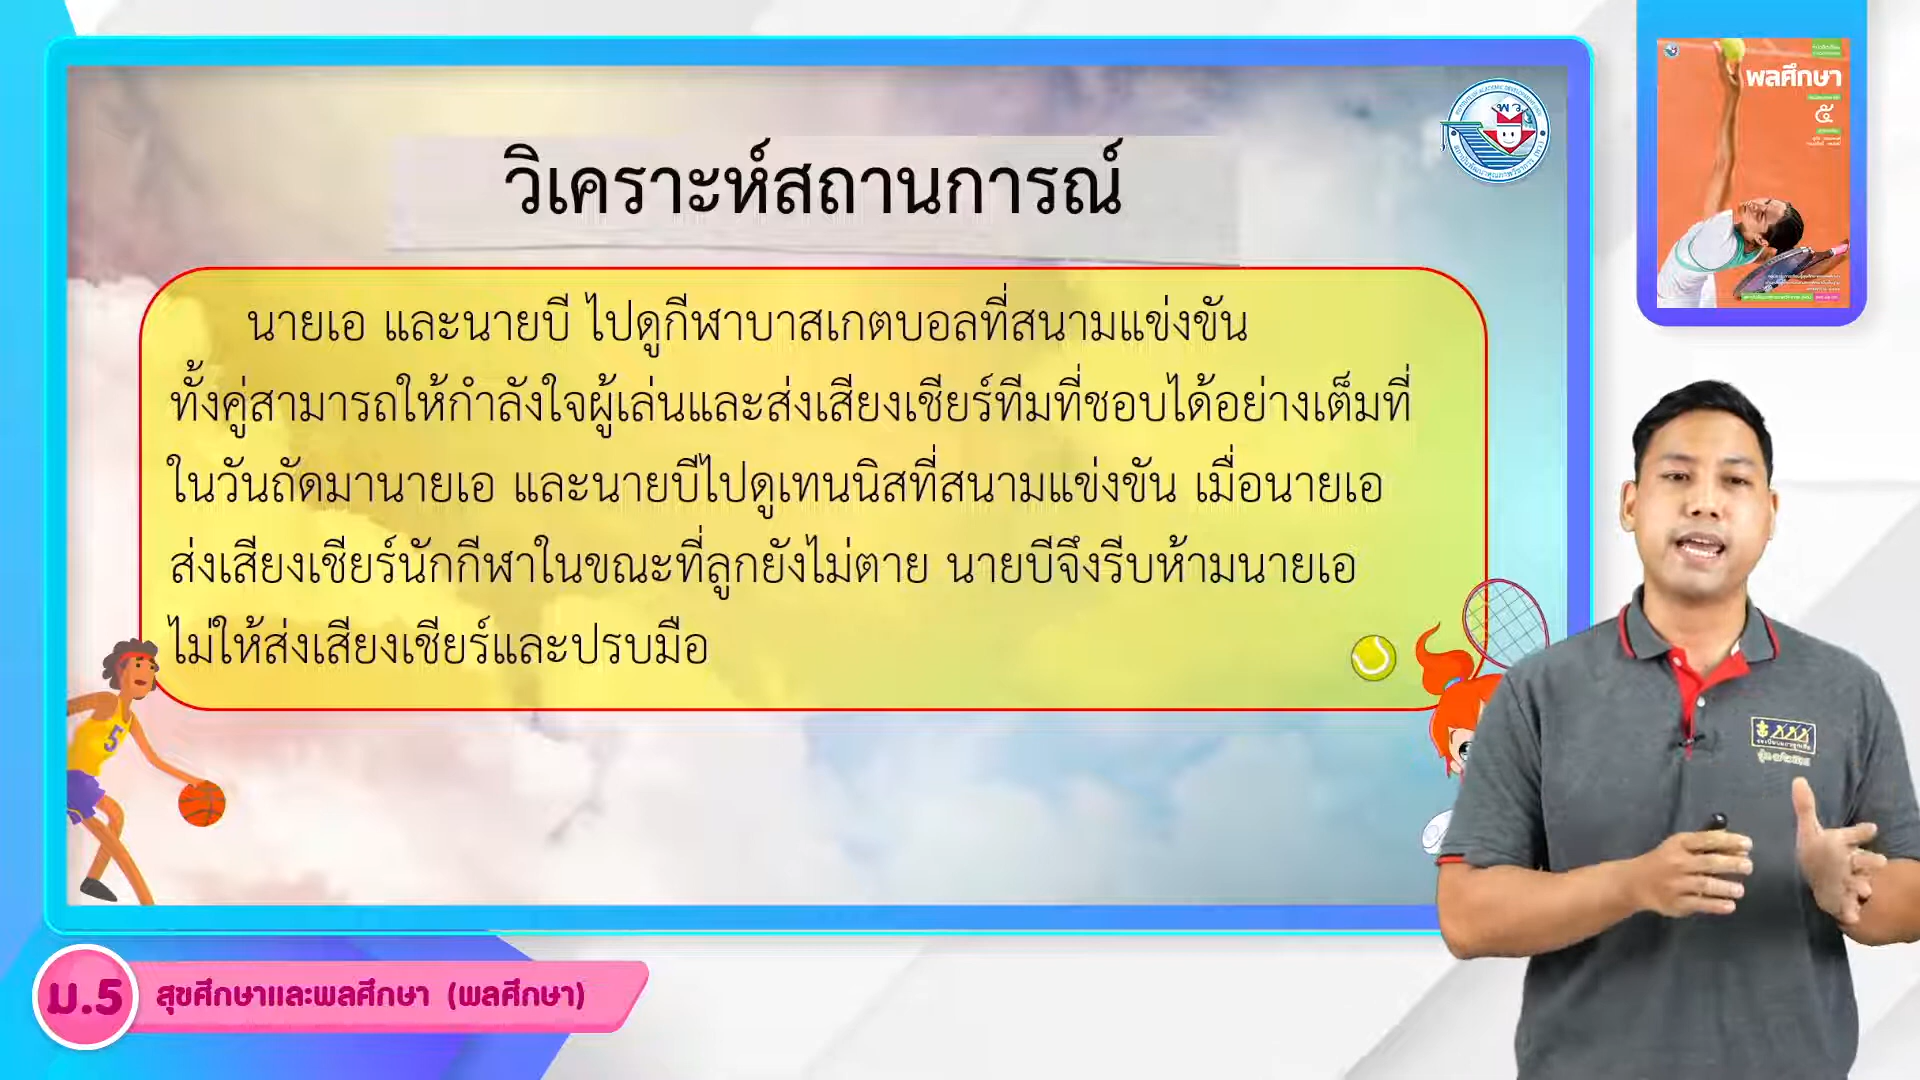 วิเคราะห์สถานการณ์
นายเอ และนายบี ไปดูกีฬาบาสเกตบอลที่สนามแข่งขัน
ทั้งคู่สามารถให้กำลังใจผู้เล่นและส่งเสียงเชียร์ทีมที่ชอบได้อย่างเต็มที่
ในวันถัดมานายเอ และนายบีไปดูเทนนิสที่สนามแข่งขัน เมื่อนายเอ
ส่งเสียงเชียร์นักกีฬาในขณะที่ลูกยังไม่ตาย นายบีจึงรีบห้ามนายเอ
ไม่ให้ส่งเสียงเชียร์และปรบมือ
5
พว.
พลศึกษา
๕
ม.5
สุขศึกษาและพลศึกษา (พลศึกษา)